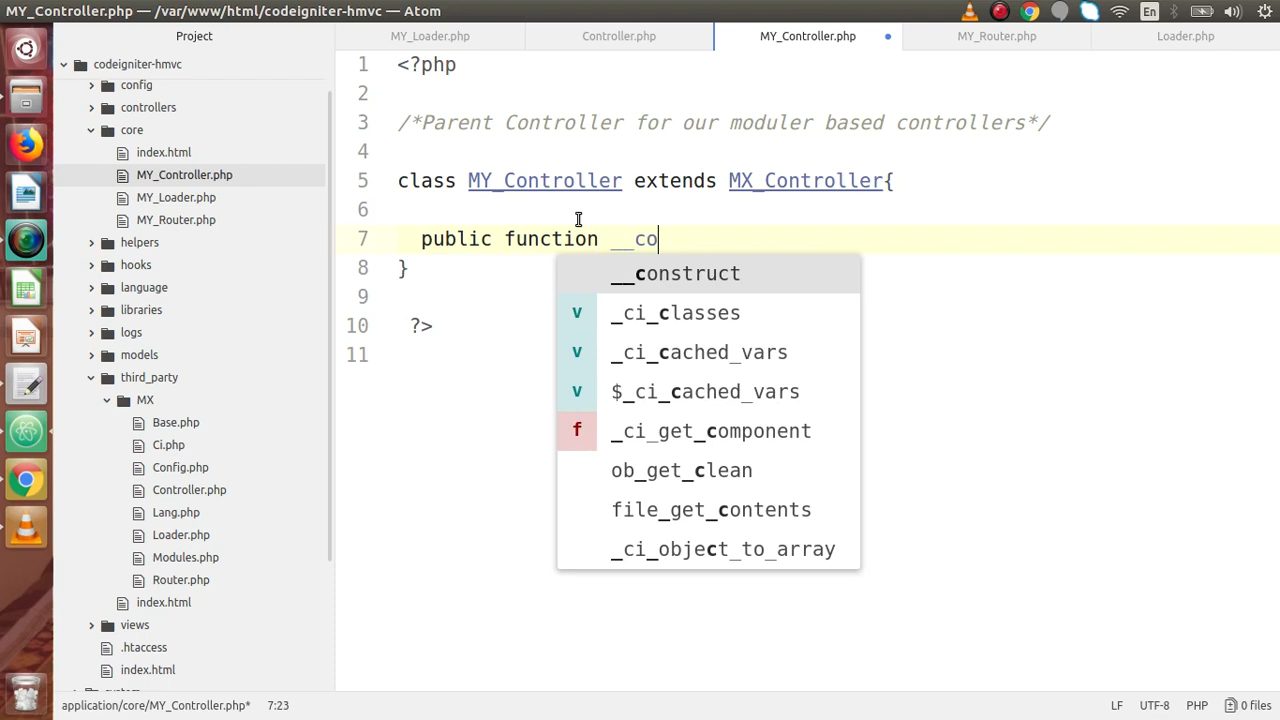 MY_Controller.php — /var/www/html/codeigniter-hmvc — Atom
En
Project
MY_Loader.php
Controller.php
MY_Controller.php
MY_Router.php
Loader.php
codeigniter-hmvc
config
controllers
core
index.html
MY_Controller.php
MY_Loader.php
MY_Router.php
helpers
hooks
language
libraries
logs
models
third_party
MX
Base.php
Ci.php
Config.php
Controller.php
Lang.php
Loader.php
Modules.php
Router.php
index.html
views
.htaccess
index.html
1 <?php
2
3 /*Parent Controller for our moduler based controllers*/
4
5 class MY_Controller extends MX_Controller{
6
7 public function __co
8 }
9
10 ?>
11
__construct
v _ci_classes
v _ci_cached_vars
v $_ci_cached_vars
f _ci_get_component
ob_get_clean
file_get_contents
_ci_object_to_array
application/core/MY_Controller.php* 7:23
LF UTF-8 PHP 0 files